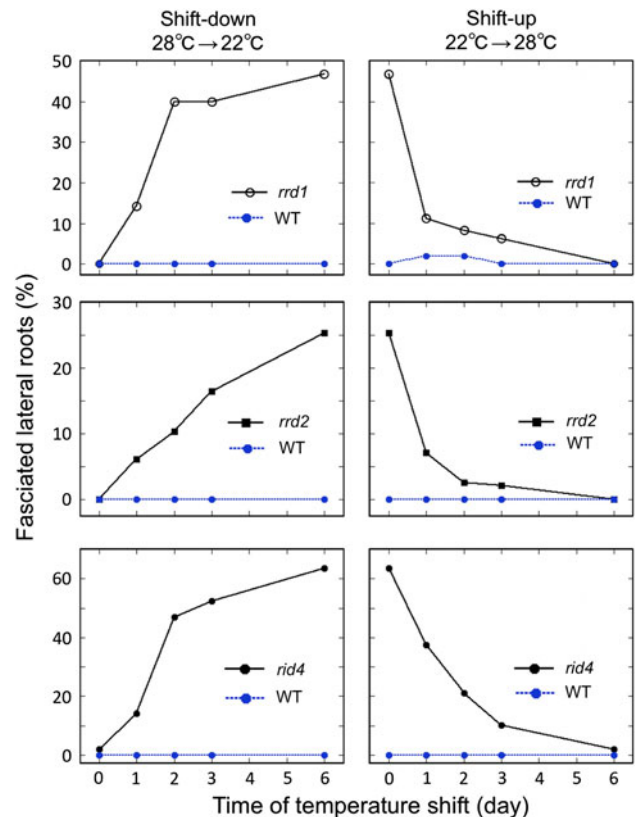 Shift-down
28℃→22℃
Shift-up
22℃→28℃
Fasciated lateral roots (%)
50
40
30
20
10
0
rrd1
WT
rrd1
WT
30
20
10
0
rrd2
WT
rrd2
WT
60
40
20
0
rid4
WT
rid4
WT
0 1 2 3 4 5 6
0 1 2 3 4 5 6
Time of temperature shift (day)